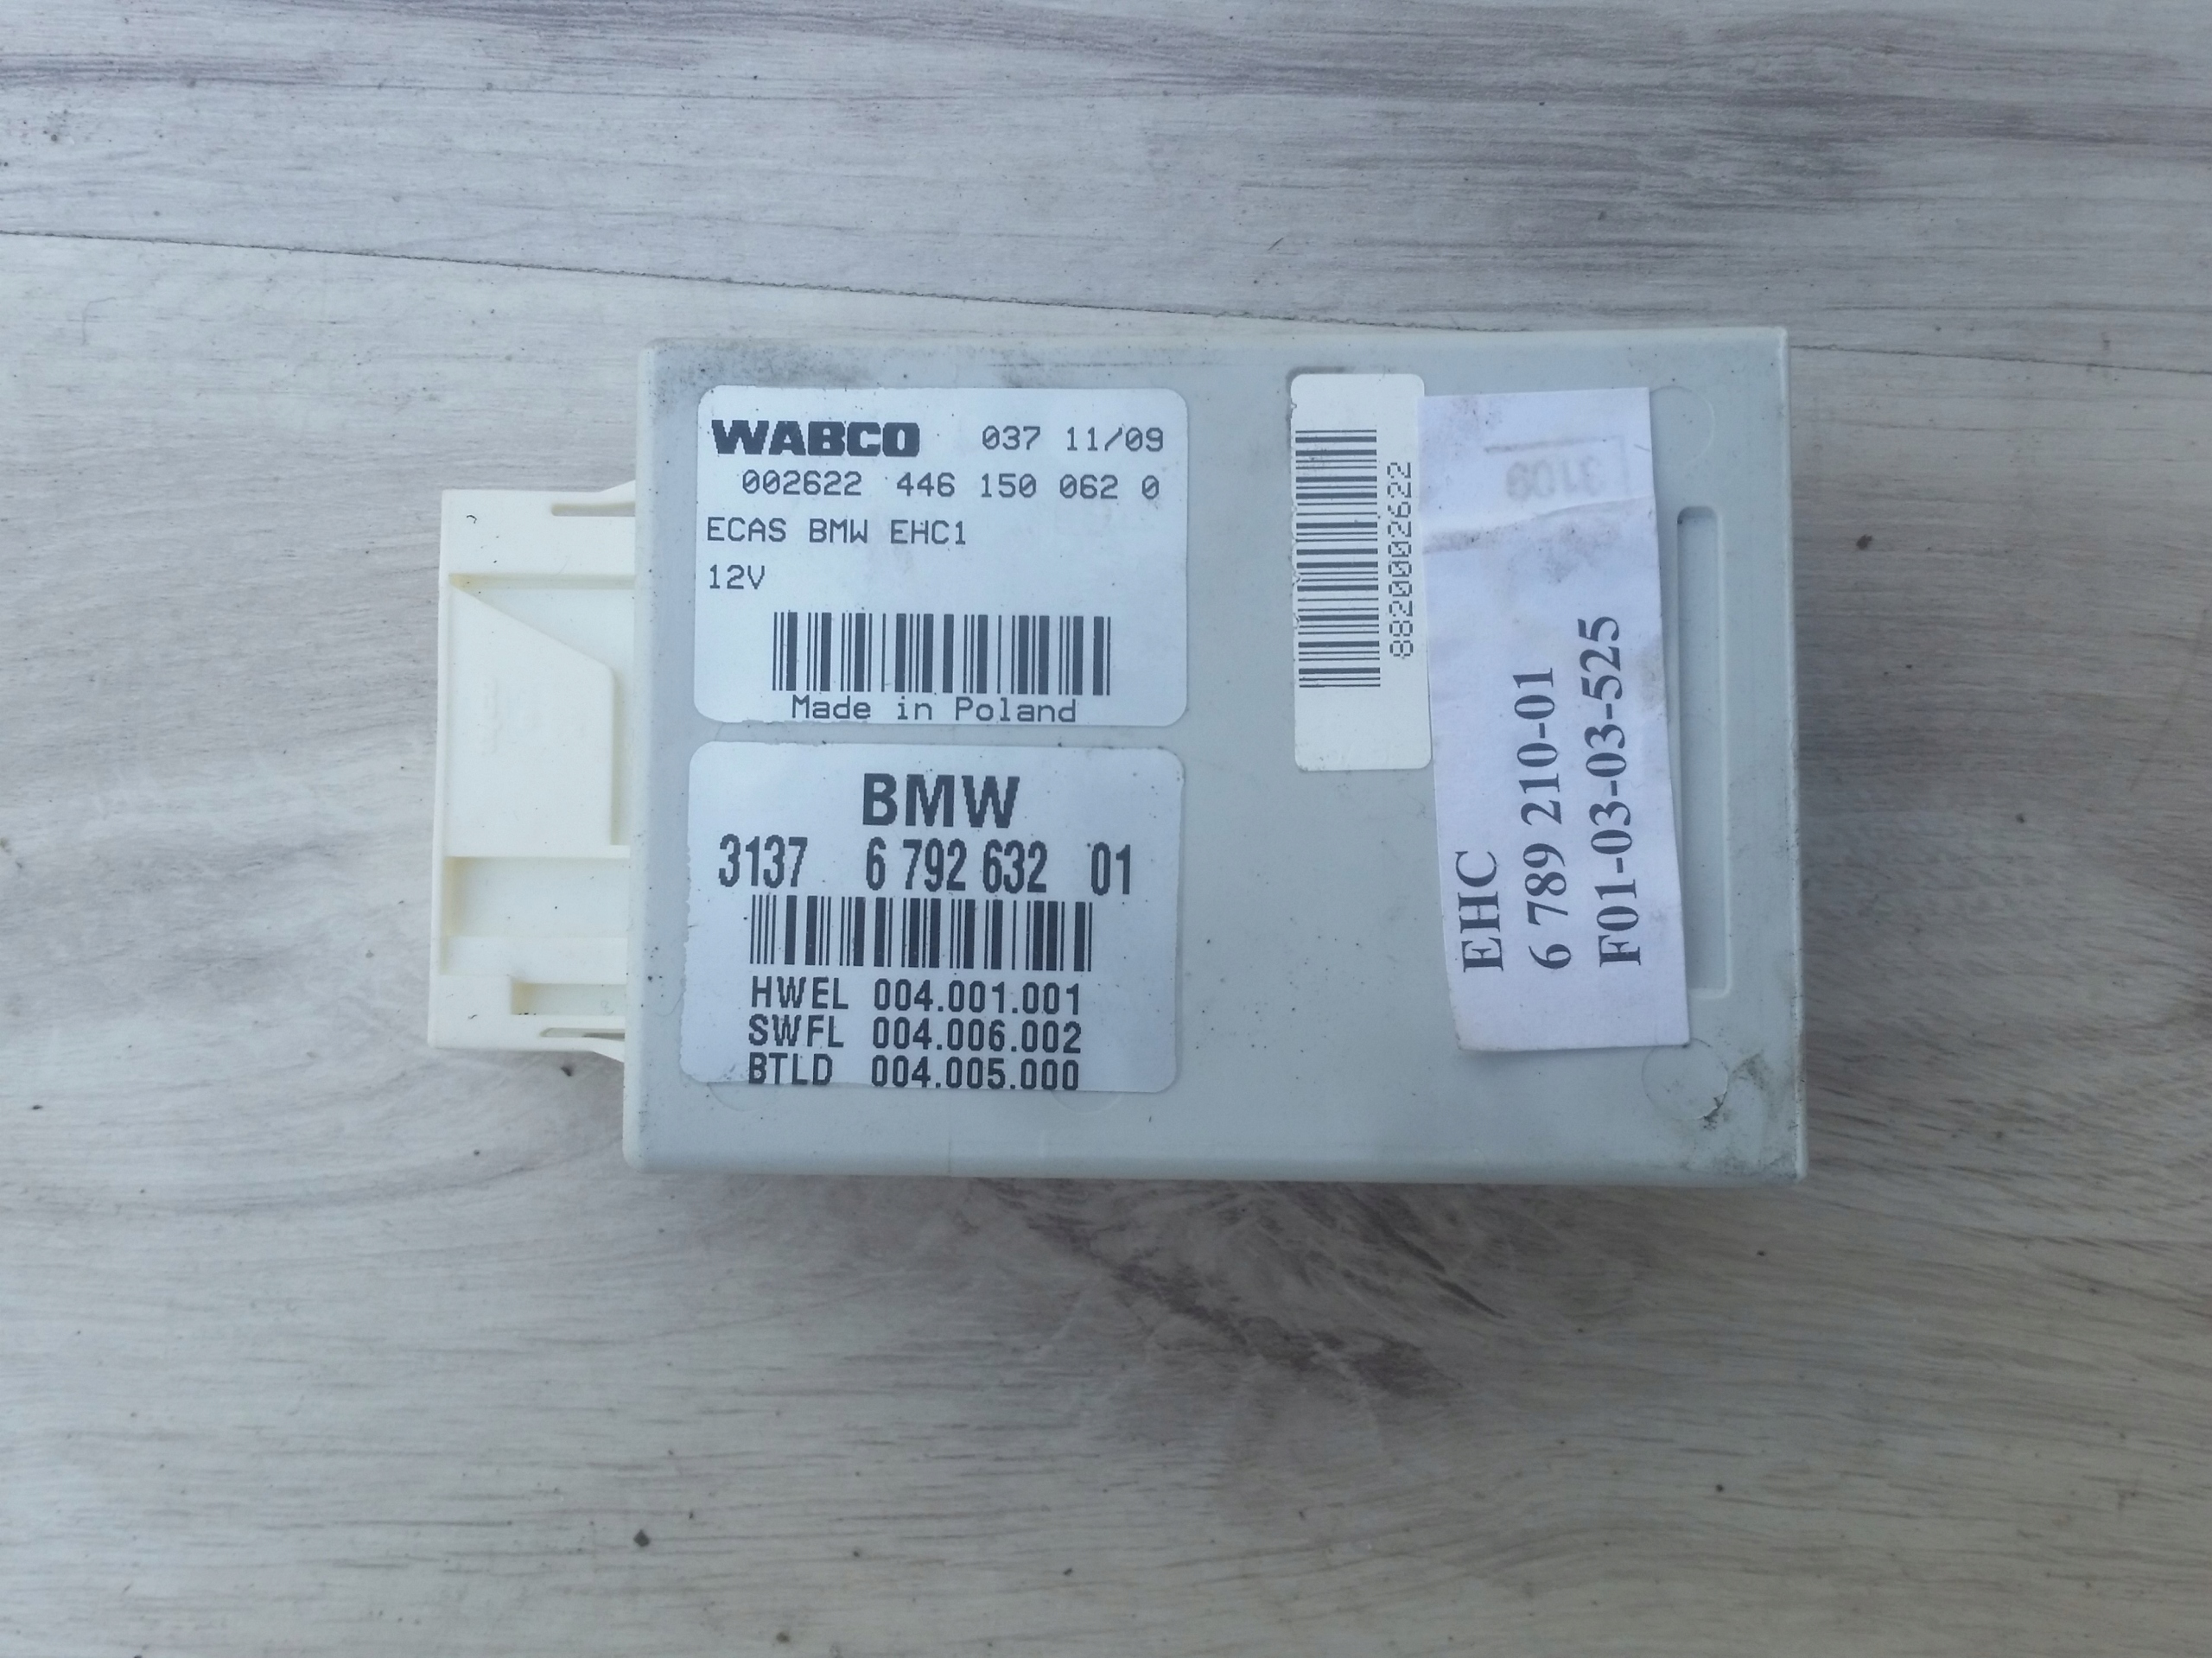 WABCO 037 11/09
002622 446 150 062 0
ECAS BMW EHC1
12V
Made in Poland
BMW
3137 6 792 632 01
HWEL 004.001.001
SWFL 004.006.002
BTLD 004.005.000
8820002622
EHC
6 789 210-01
F01-03-03-525
3109